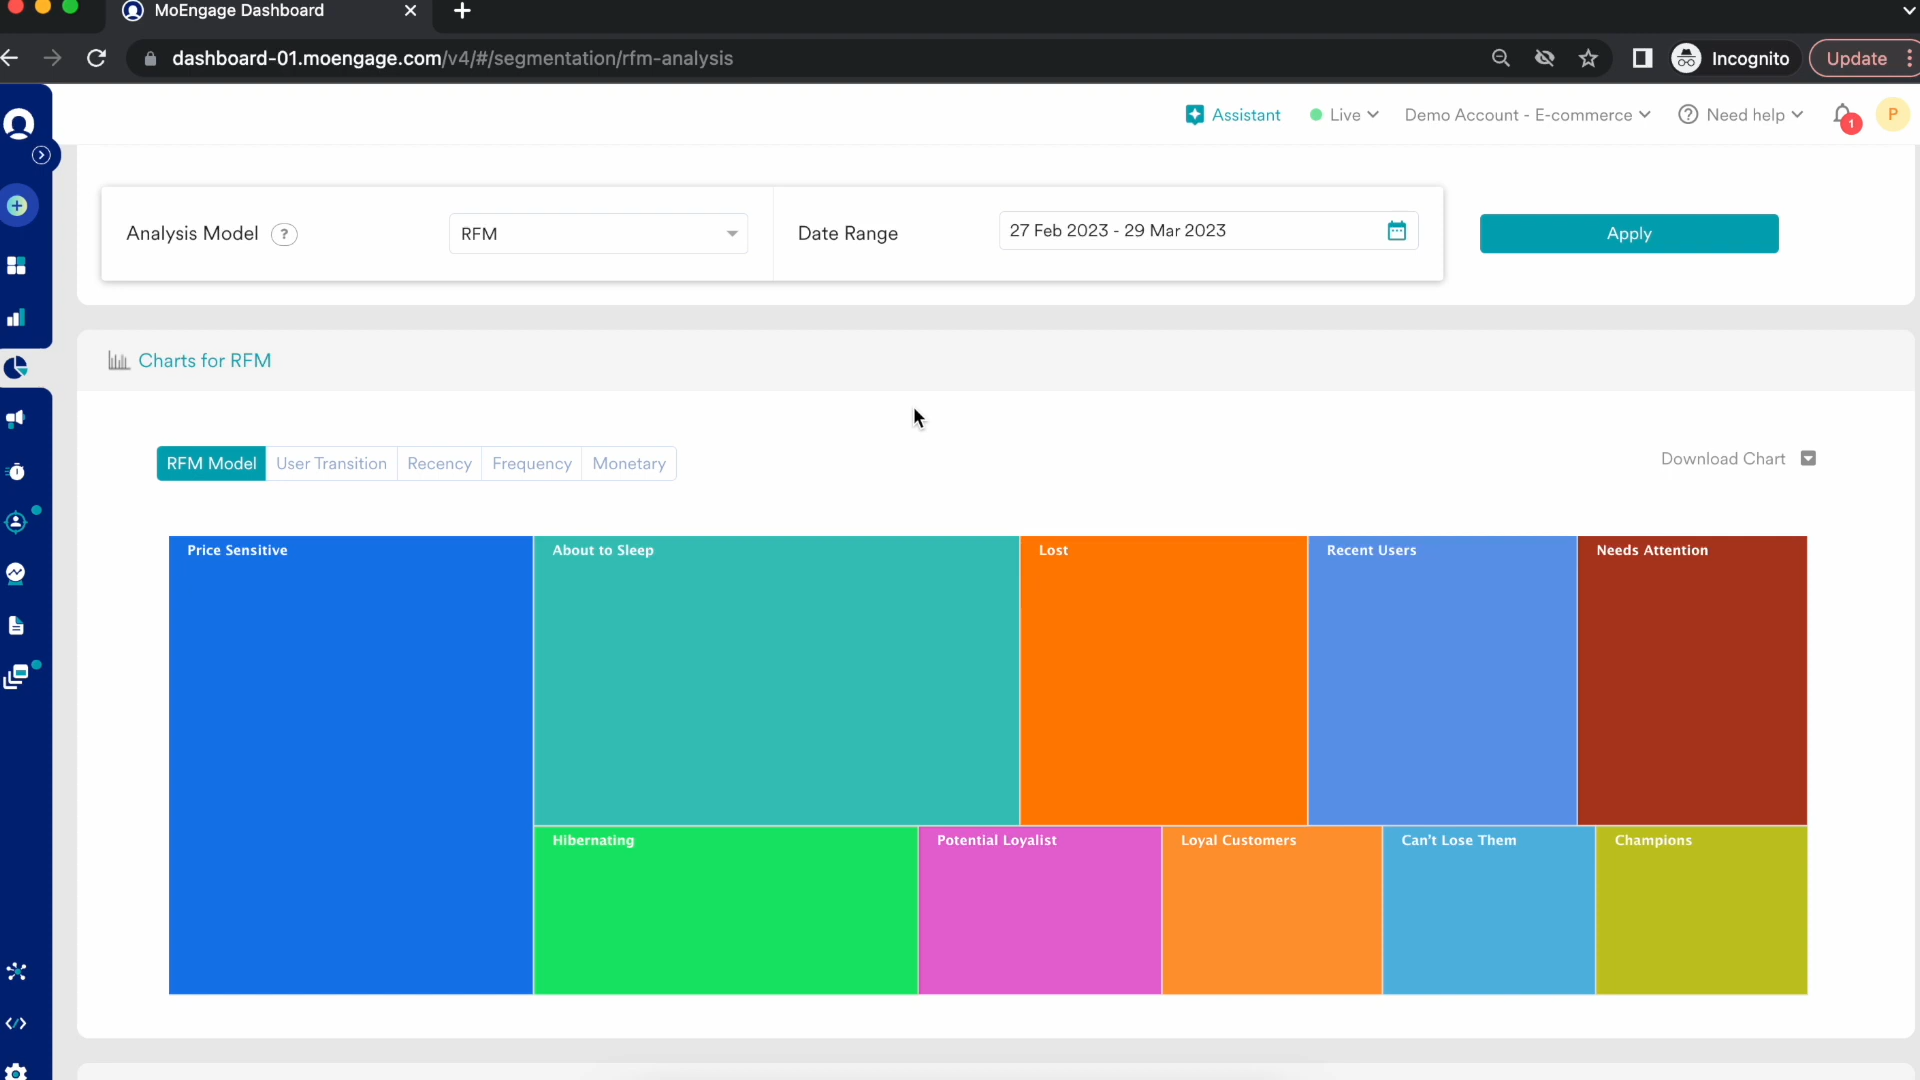 MoEngage Dashboard
dashboard-01.moengage.com/v4/#/segmentation/rfm-analysis
Incognito
Update
Assistant
Live
Demo Account - E-commerce
Need help
1
P
Analysis Model ?
RFM
Date Range
27 Feb 2023 - 29 Mar 2023
Apply
Charts for RFM
RFM Model
User Transition
Recency
Frequency
Monetary
Download Chart
Price Sensitive
About to Sleep
Lost
Recent Users
Needs Attention
Hibernating
Potential Loyalist
Loyal Customers
Can't Lose Them
Champions